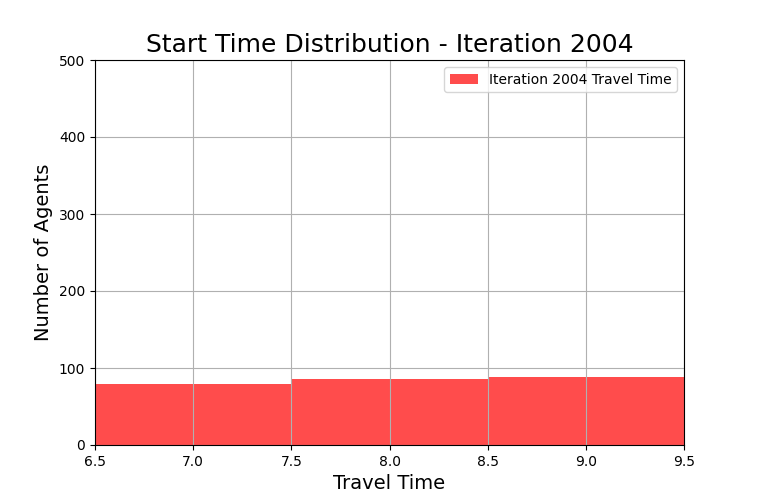 Start Time Distribution - Iteration 2004
Iteration 2004 Travel Time
Number of Agents
500
400
300
200
100
0
6.5 7.0 7.5 8.0 8.5 9.0 9.5
Travel Time